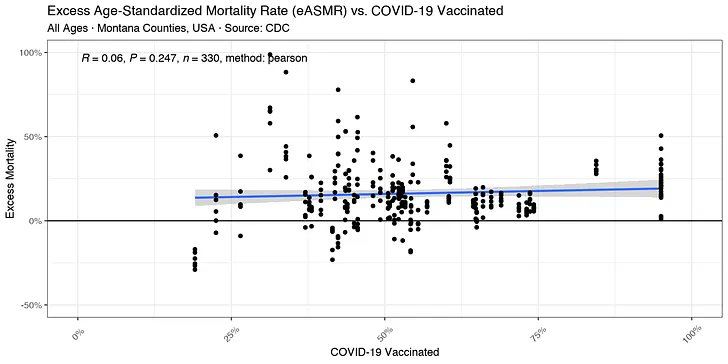 Excess Age-Standardized Mortality Rate (eASMR) vs. COVID-19 Vaccinated
All Ages · Montana Counties, USA · Source: CDC
R = 0.06, P = 0.247, n = 330, method: pearson
100%
50%
0%
-50%
Excess Mortality
0%
25%
50%
75%
100%
COVID-19 Vaccinated